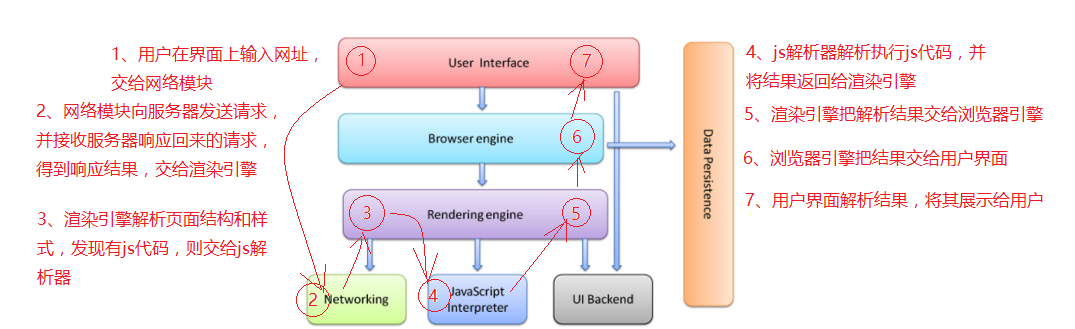 1、用户在界面上输入网址，
交给网络模块
2、网络模块向服务器发送请求，
并接收服务器响应回来的请求，
得到响应结果，交给渲染引擎
3、渲染引擎解析页面结构和样
式，发现有js代码，则交给js解
析器
1
User Interface
7
Browser engine
6
3
Rendering engine
5
2
Networking
4
JavaScript
Interpreter
UI Backend
Data Persistence
4、js解析器解析执行js代码，并
将结果返回给渲染引擎
5、渲染引擎把解析结果交给浏览器引擎
6、浏览器引擎把结果交给用户界面
7、用户界面解析结果，将其展示给用户